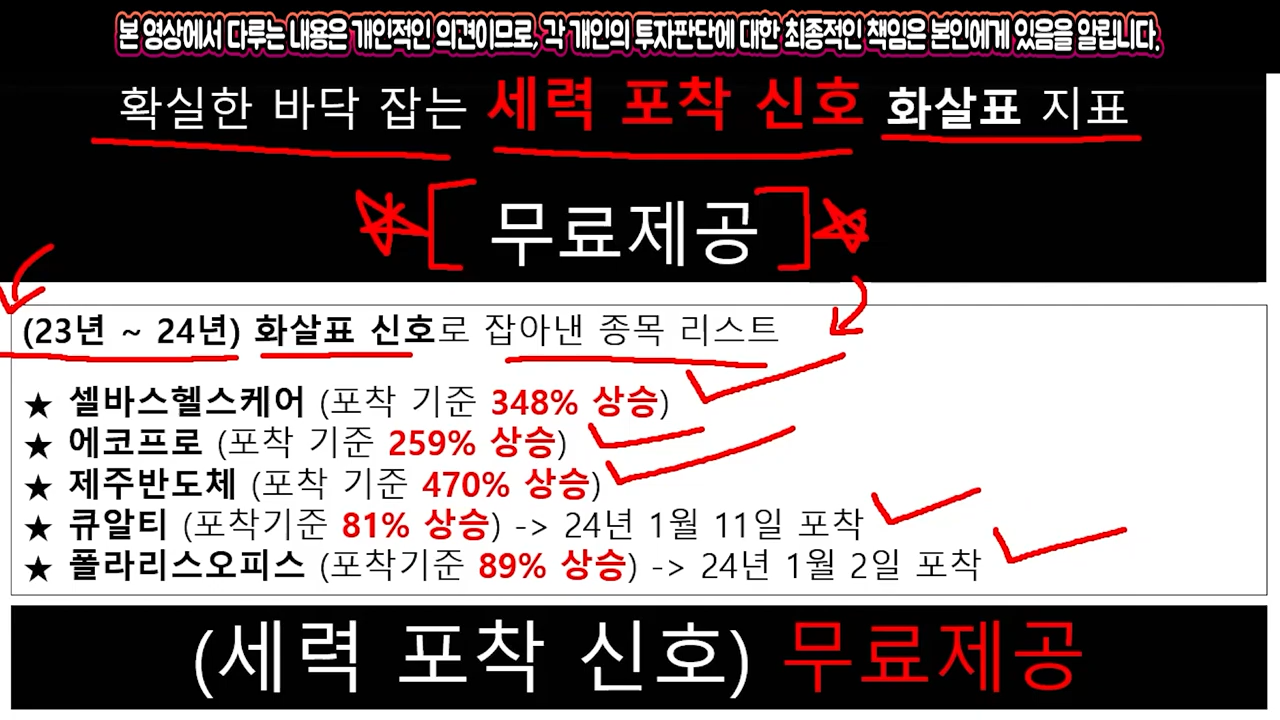 본 영상에서 다루는 내용은 개인적인 의견이므로, 각 개인의 투자판단에 대한 최종적인 책임은 본인에게 있음을 알립니다.
확실한 바닥 잡는 세력 포착 신호 화살표 지표
[무료제공]
(23년 ~ 24년) 화살표 신호로 잡아낸 종목 리스트
★ 셀바스헬스케어 (포착 기준 348% 상승)
★ 에코프로 (포착 기준 259% 상승)
★ 제주반도체 (포착 기준 470% 상승)
★ 큐알티 (포착기준 81% 상승) -> 24년 1월 11일 포착
★ 폴라리스오피스 (포착기준 89% 상승) -> 24년 1월 2일 포착
(세력 포착 신호) 무료제공